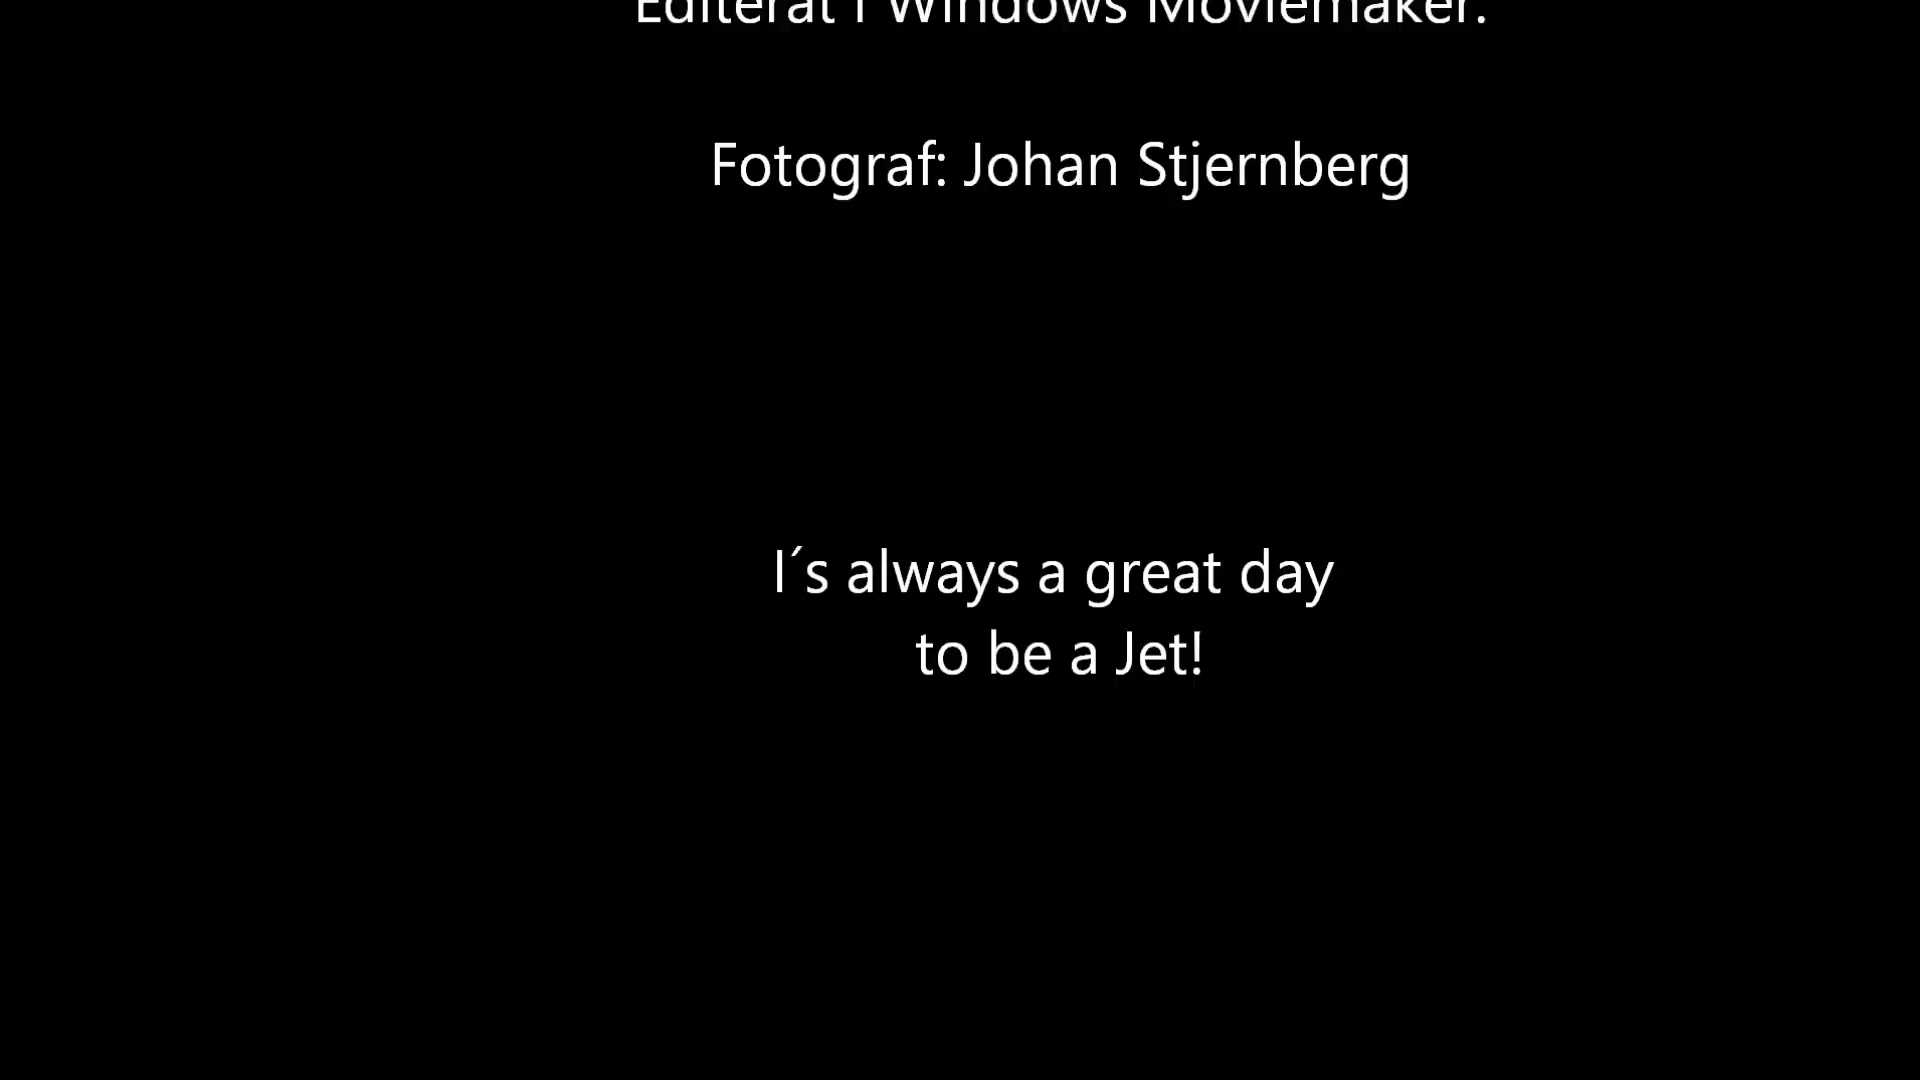 Editerat i Windows Moviemaker.
Fotograf: Johan Stjernberg
I´s always a great day
to be a Jet!